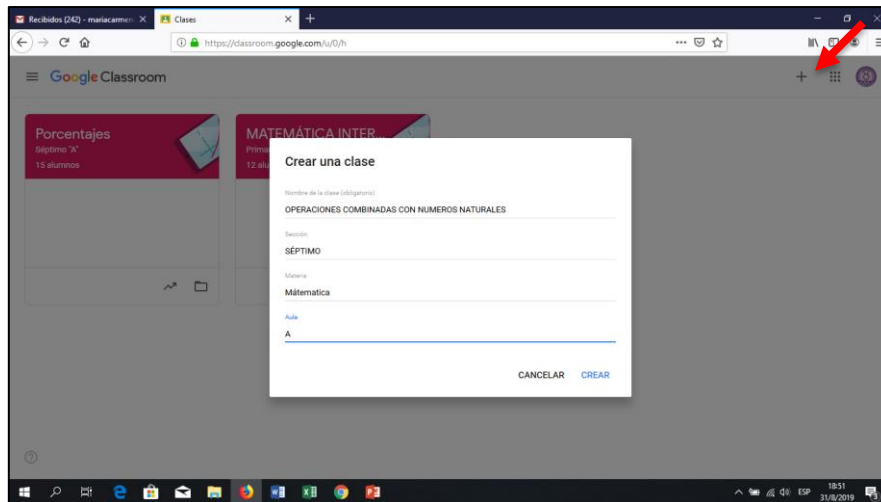 Recibidos (242) - mariacarmen
Clases
https://classroom.google.com/u/0/h
Google Classroom
Porcentajes
Séptimo "A"
15 alumnos
MATEMÁTICA INTER...
Prima
12 alu
Crear una clase
Nombre de la clase (obligatorio)
OPERACIONES COMBINADAS CON NUMEROS NATURALES
Sección
SÉPTIMO
Materia
Mátematica
Aula
A
CANCELAR CREAR
ESP
18:51
31/8/2019